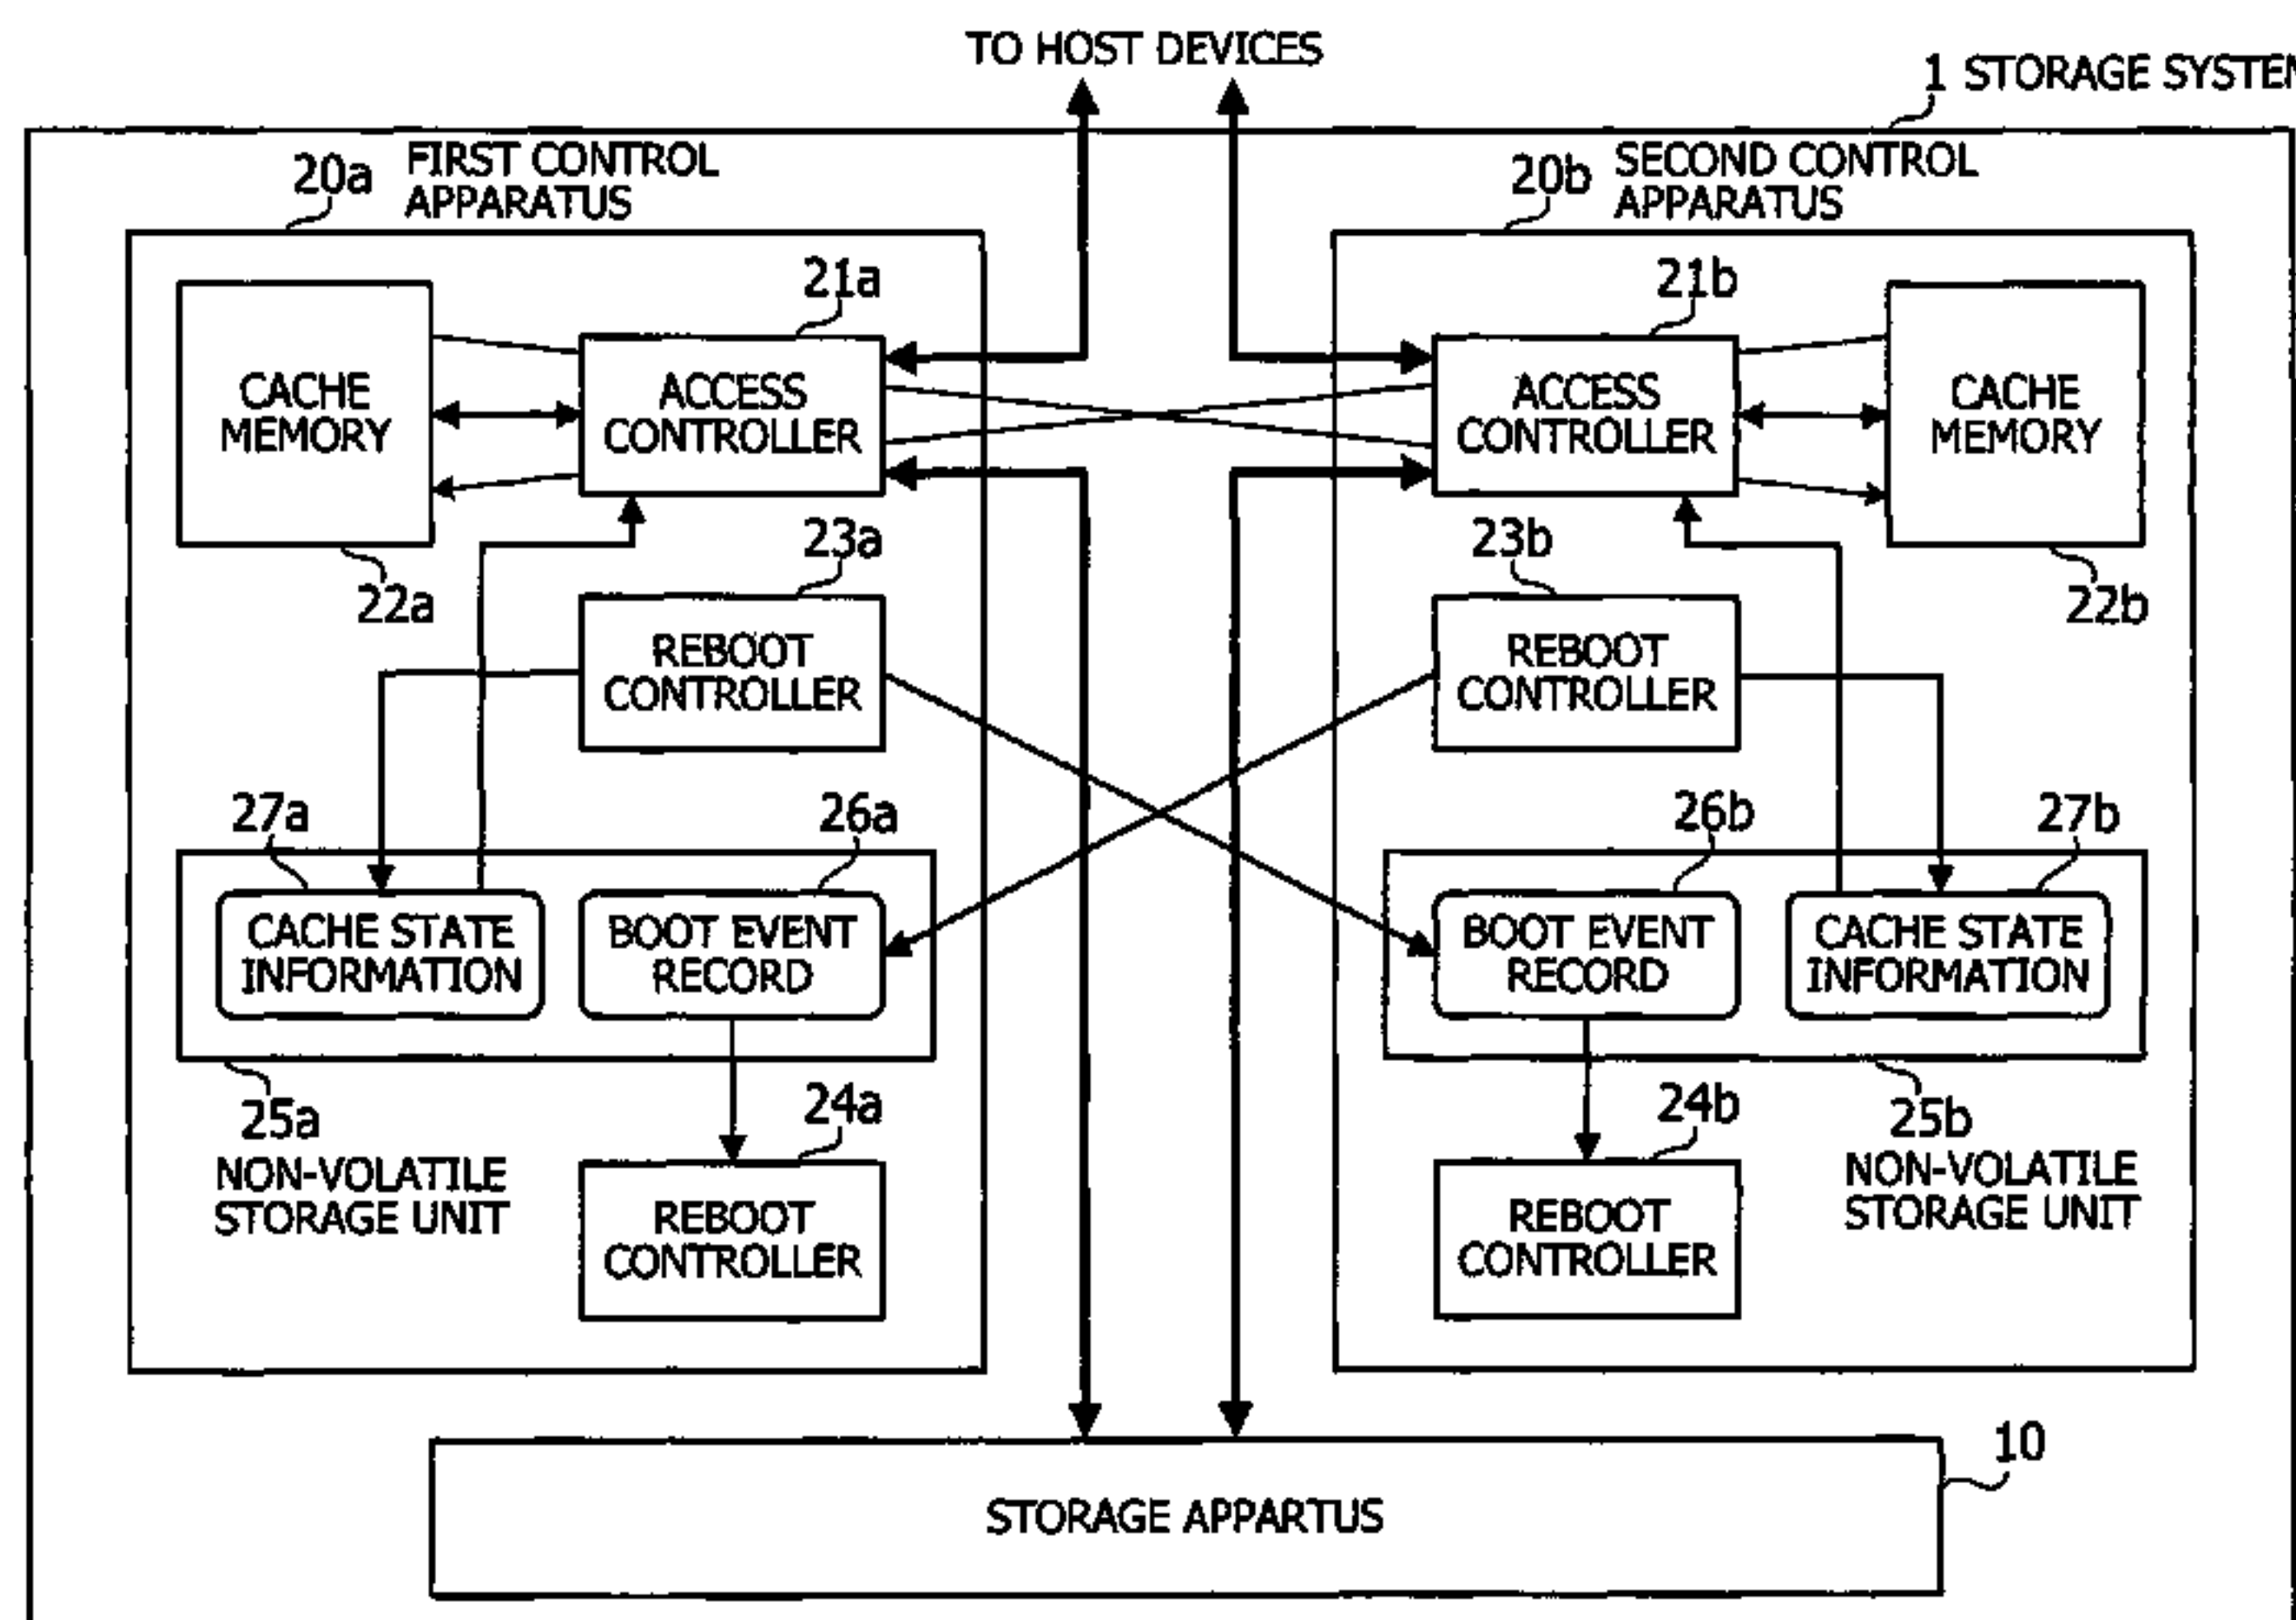 TO HOST DEVICES
1 STORAGE SYSTEM
20a
FIRST CONTROL
APPARATUS
20b
SECOND CONTROL
APPARATUS
21a
21b
CACHE
MEMORY
ACCESS
CONTROLLER
ACCESS
CONTROLLER
CACHE
MEMORY
22a
23a
23b
22b
REBOOT
CONTROLLER
REBOOT
CONTROLLER
27a
26a
26b
27b
CACHE STATE
INFORMATION
BOOT EVENT
RECORD
BOOT EVENT
RECORD
CACHE STATE
INFORMATION
25a
NON-VOLATILE
STORAGE UNIT
24a
24b
25b
NON-VOLATILE
STORAGE UNIT
REBOOT
CONTROLLER
REBOOT
CONTROLLER
10
STORAGE APPARTUS